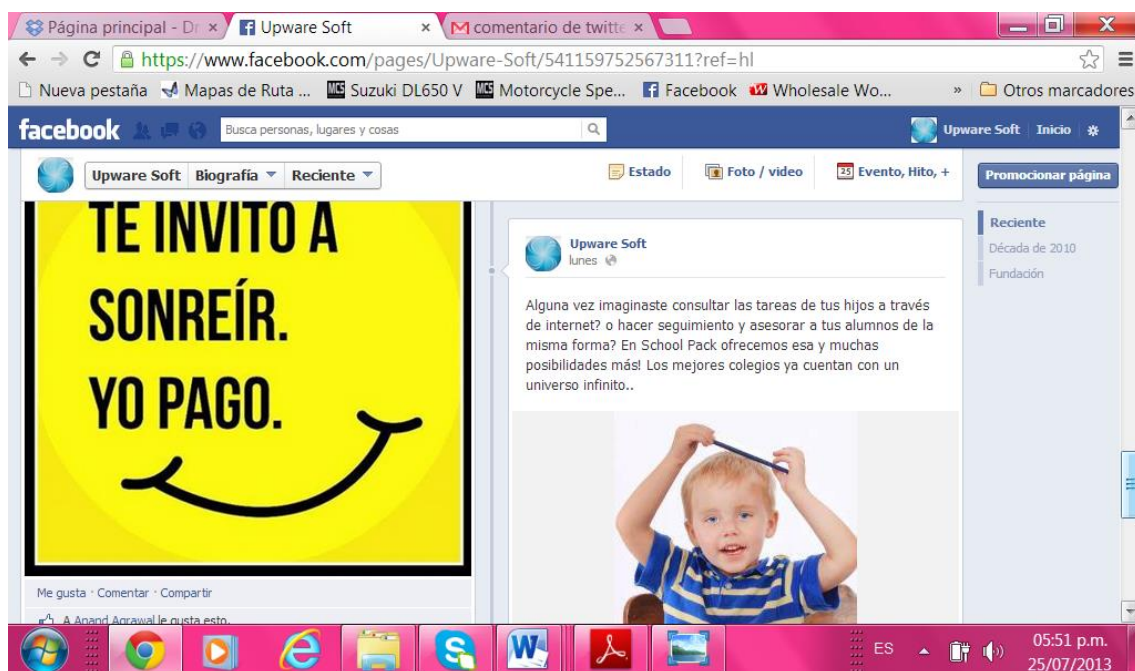 Página principal - Dr
Upware Soft
comentario de twitte
https://www.facebook.com/pages/Upware-Soft/541159752567311?ref=hl
Nueva pestaña Mapas de Ruta ... MCS Suzuki DL650 V MCS Motorcycle Spe... Facebook Wholesale Wo... » Otros marcadores
facebook Busca personas, lugares y cosas Upware Soft Inicio
Upware Soft Biografía Reciente Estado Foto / video 25 Evento, Hito, + Promocionar página
Reciente
Década de 2010
Fundación
TE INVITO A
SONREÍR.
YO PAGO.
Me gusta · Comentar · Compartir
A Anand Agrawal le gusta esto.
Upware Soft
lunes
Alguna vez imaginaste consultar las tareas de tus hijos a través
de internet? o hacer seguimiento y asesorar a tus alumnos de la
misma forma? En School Pack ofrecemos esa y muchas
posibilidades más! Los mejores colegios ya cuentan con un
universo infinito..
ES 05:51 p.m.
25/07/2013